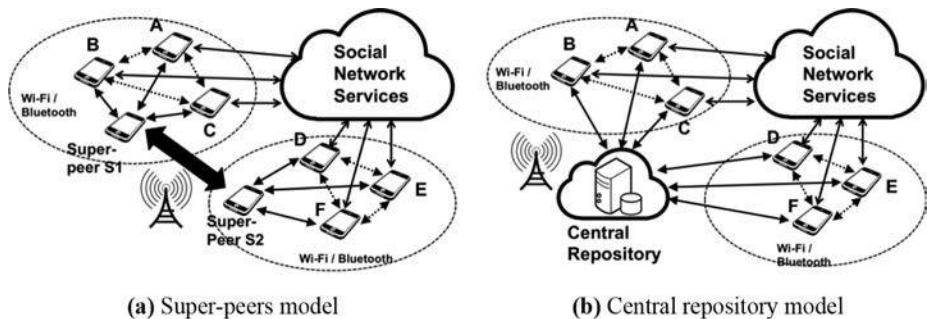 A
B
Wi-Fi /
Bluetooth
C
Super-
peer S1
Social
Network
Services
D
E
F
Super-
Peer S2
Wi-Fi / Bluetooth
(a) Super-peers model
A
B
Wi-Fi /
Bluetooth
C
Social
Network
Services
D
E
F
Central
Repository
Wi-Fi /
Bluetooth
(b) Central repository model